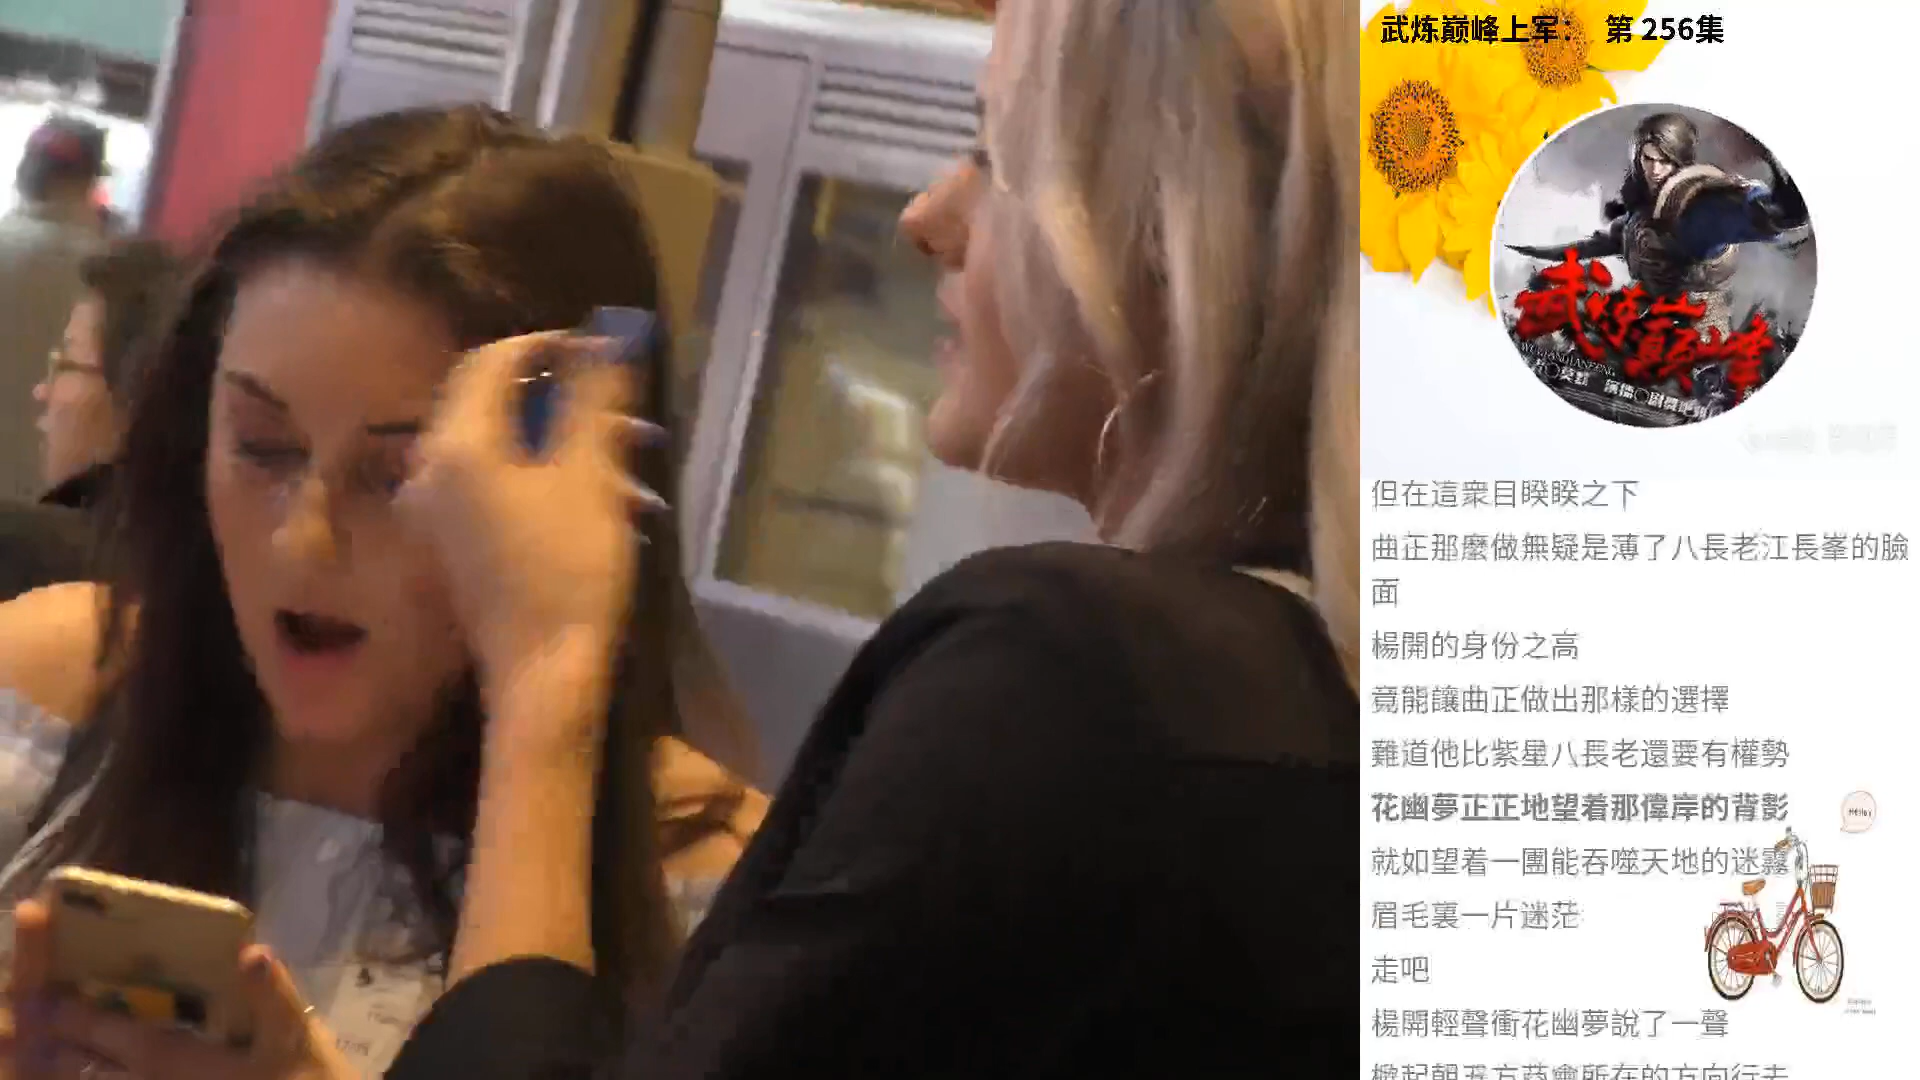 武炼巅峰上军： 第 256集
武炼巅峰
WULIANDIANFENG
Hello!
但在這衆目睽睽之下
曲正那麼做無疑是薄了八長老江長峯的臉
面
楊開的身份之高
竟能讓曲正做出那樣的選擇
難道他比紫星八長老還要有權勢
花幽夢正正地望着那偉岸的背影
就如望着一團能吞噬天地的迷霧
眉毛裏一片迷茫
走吧
楊開輕聲衝花幽夢說了一聲